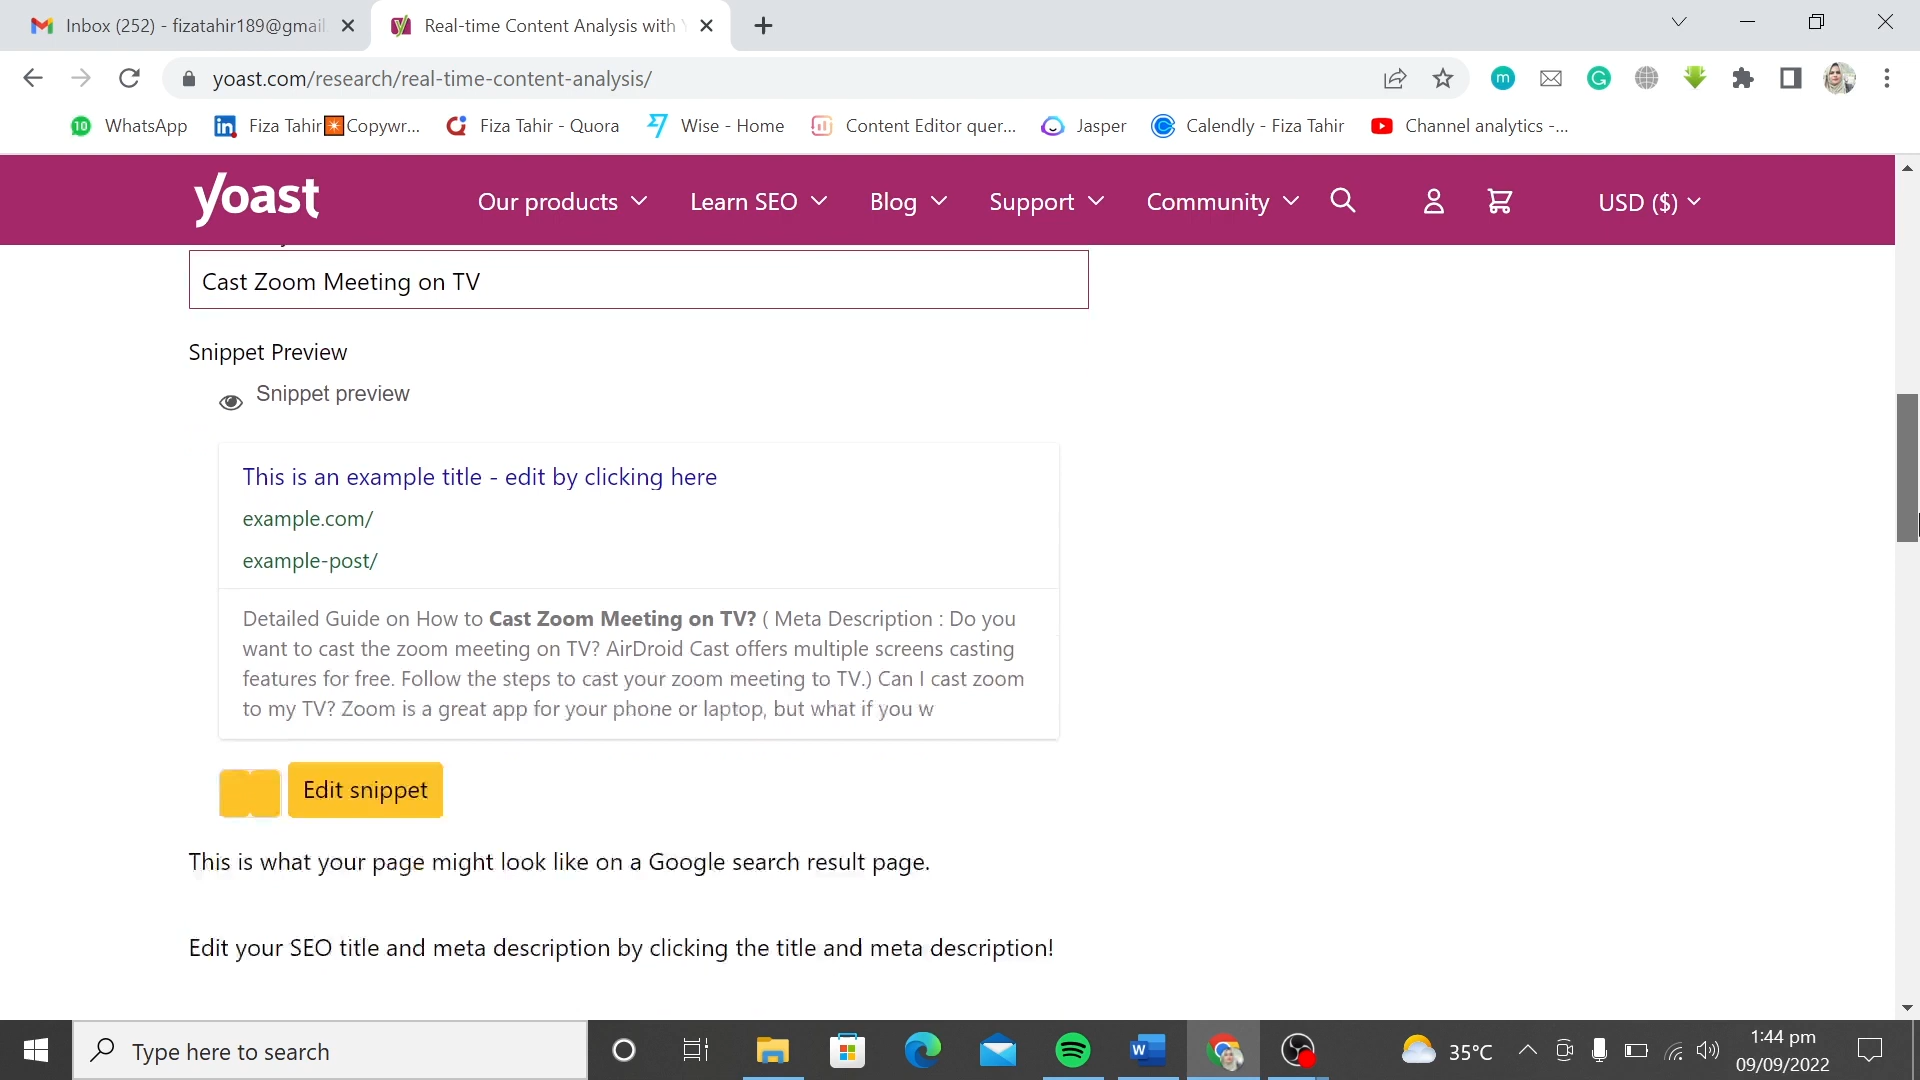 Inbox (252) - fizatahir189@gmail
Real-time Content Analysis with
yoast.com/research/real-time-content-analysis/
m
G
10 WhatsApp
in Fiza Tahir Copywr...
Fiza Tahir - Quora
Wise - Home
Content Editor quer...
Jasper
Calendly - Fiza Tahir
Channel analytics -...
yoast
Our products
Learn SEO
Blog
Support
Community
USD ($)
Cast Zoom Meeting on TV
Snippet Preview
Snippet preview
This is an example title - edit by clicking here
example.com/
example-post/
Detailed Guide on How to Cast Zoom Meeting on TV? ( Meta Description : Do you
want to cast the zoom meeting on TV? AirDroid Cast offers multiple screens casting
features for free. Follow the steps to cast your zoom meeting to TV.) Can I cast zoom
to my TV? Zoom is a great app for your phone or laptop, but what if you w
Edit snippet
This is what your page might look like on a Google search result page.
Edit your SEO title and meta description by clicking the title and meta description!
Type here to search
W
35°C
1:44 pm
09/09/2022